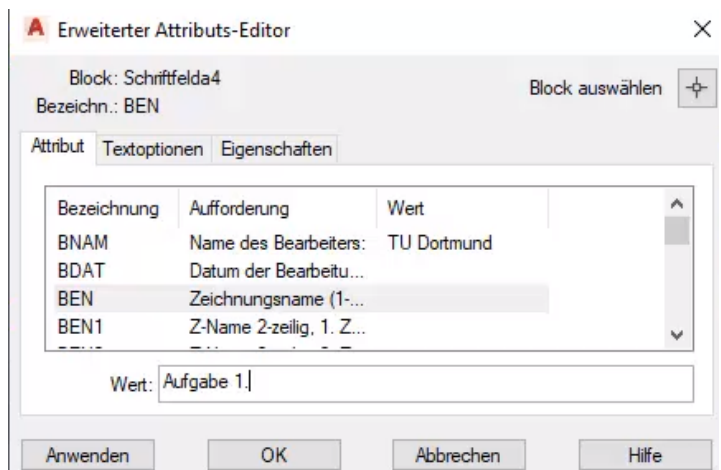 Erweiterter Attributs-Editor
Block: Schriftfelda4
Block auswählen
Bezeichn.: BEN
Attribut Textoptionen Eigenschaften
Bezeichnung Aufforderung Wert
BNAM Name des Bearbeiters: TU Dortmund
BDAT Datum der Bearbeitu...
BEN Zeichnungsname (1-...
BEN1 Z-Name 2-zeilig, 1. Z...
Wert: Aufgabe 1.
Anwenden OK Abbrechen Hilfe